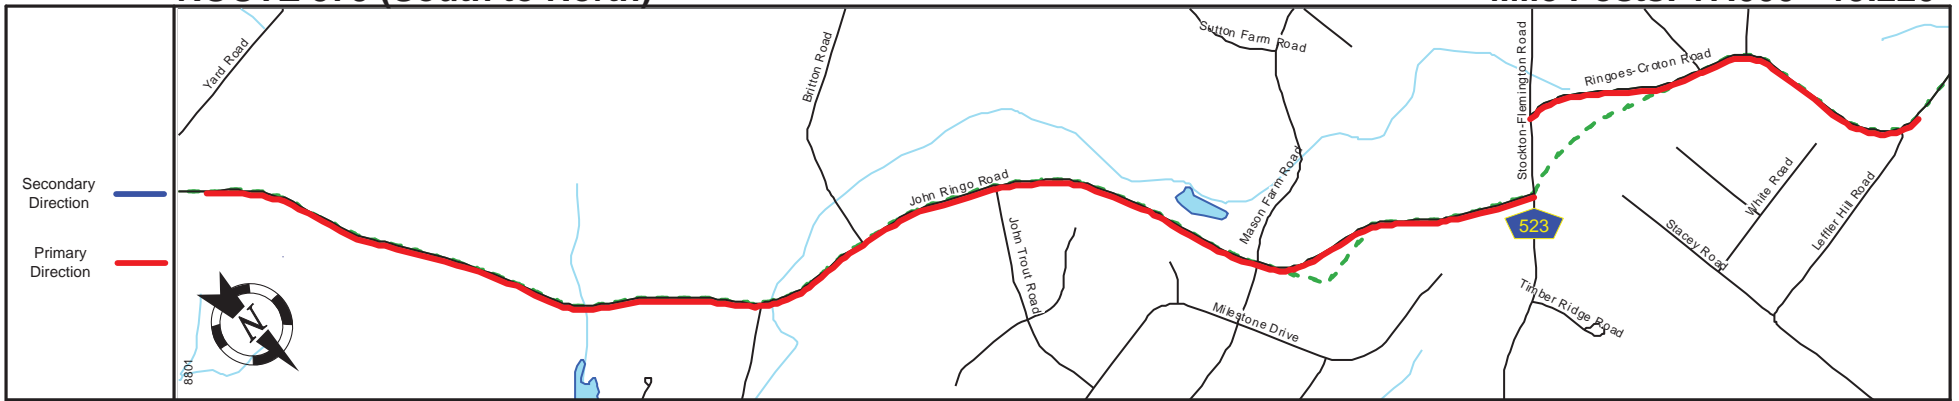 Secondary
Direction
Primary
Direction
Yard Road
Britton Road
Sutton Farm Road
Stockton-Flemington Road
Ringoes-Croton Road
John Ringo Road
John Trout Road
Mason Farm Road
Milestone Drive
523
Timber Ridge Road
Stacey Road
White Road
Leffler Hill Road
N
8801